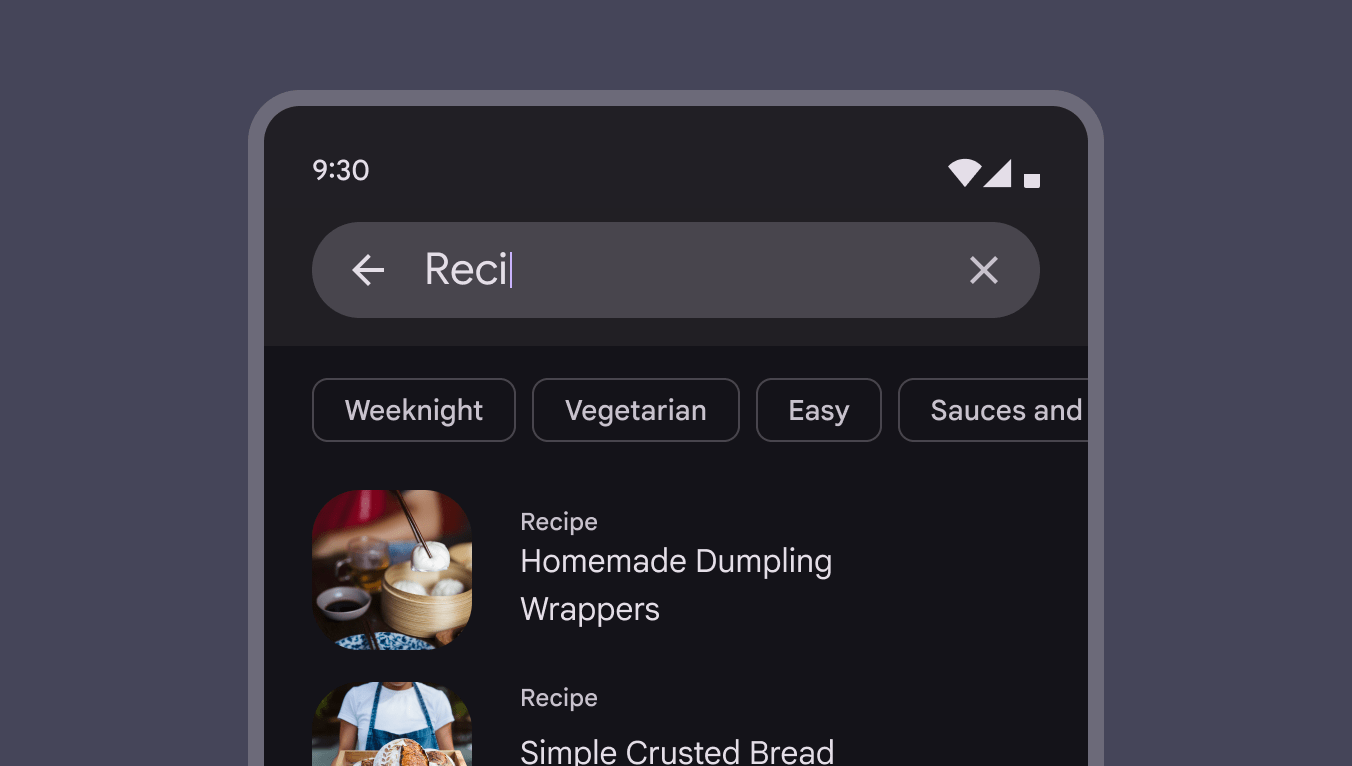 9:30
Reci
Weeknight Vegetarian Easy Sauces and
Recipe
Homemade Dumpling
Wrappers
Recipe
Simple Crusted Bread